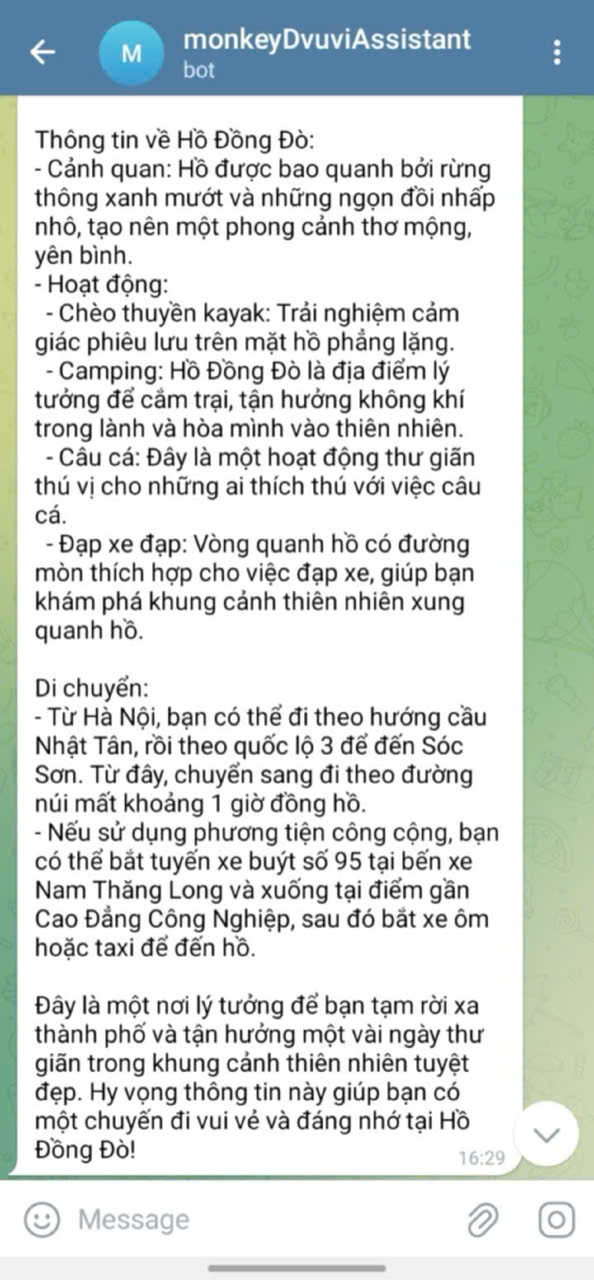 monkeyDvuviAssistant
bot
M
Thông tin về Hồ Đồng Đò:
- Cảnh quan: Hồ được bao quanh bởi rừng
thông xanh mướt và những ngọn đồi nhấp
nhô, tạo nên một phong cảnh thơ mộng,
yên bình.
- Hoạt động:
- Chèo thuyền kayak: Trải nghiệm cảm
giác phiêu lưu trên mặt hồ phẳng lặng.
- Camping: Hồ Đồng Đò là địa điểm lý
tưởng để cắm trại, tận hưởng không khí
trong lành và hòa mình vào thiên nhiên.
- Câu cá: Đây là một hoạt động thư giãn
thú vị cho những ai thích thú với việc câu
cá.
- Đạp xe đạp: Vòng quanh hồ có đường
mòn thích hợp cho việc đạp xe, giúp bạn
khám phá khung cảnh thiên nhiên xung
quanh hồ.
Di chuyển:
- Từ Hà Nội, bạn có thể đi theo hướng cầu
Nhật Tân, rồi theo quốc lộ 3 để đến Sóc
Sơn. Từ đây, chuyển sang đi theo đường
núi mất khoảng 1 giờ đồng hồ.
- Nếu sử dụng phương tiện công cộng, bạn
có thể bắt tuyến xe buýt số 95 tại bến xe
Nam Thăng Long và xuống tại điểm gần
Cao Đẳng Công Nghiệp, sau đó bắt xe ôm
hoặc taxi để đến hồ.
Đây là một nơi lý tưởng để bạn tạm rời xa
thành phố và tận hưởng một vài ngày thư
giãn trong khung cảnh thiên nhiên tuyệt
đẹp. Hy vọng thông tin này giúp bạn có
một chuyến đi vui vẻ và đáng nhớ tại Hồ
Đồng Đò!
16:29
Message